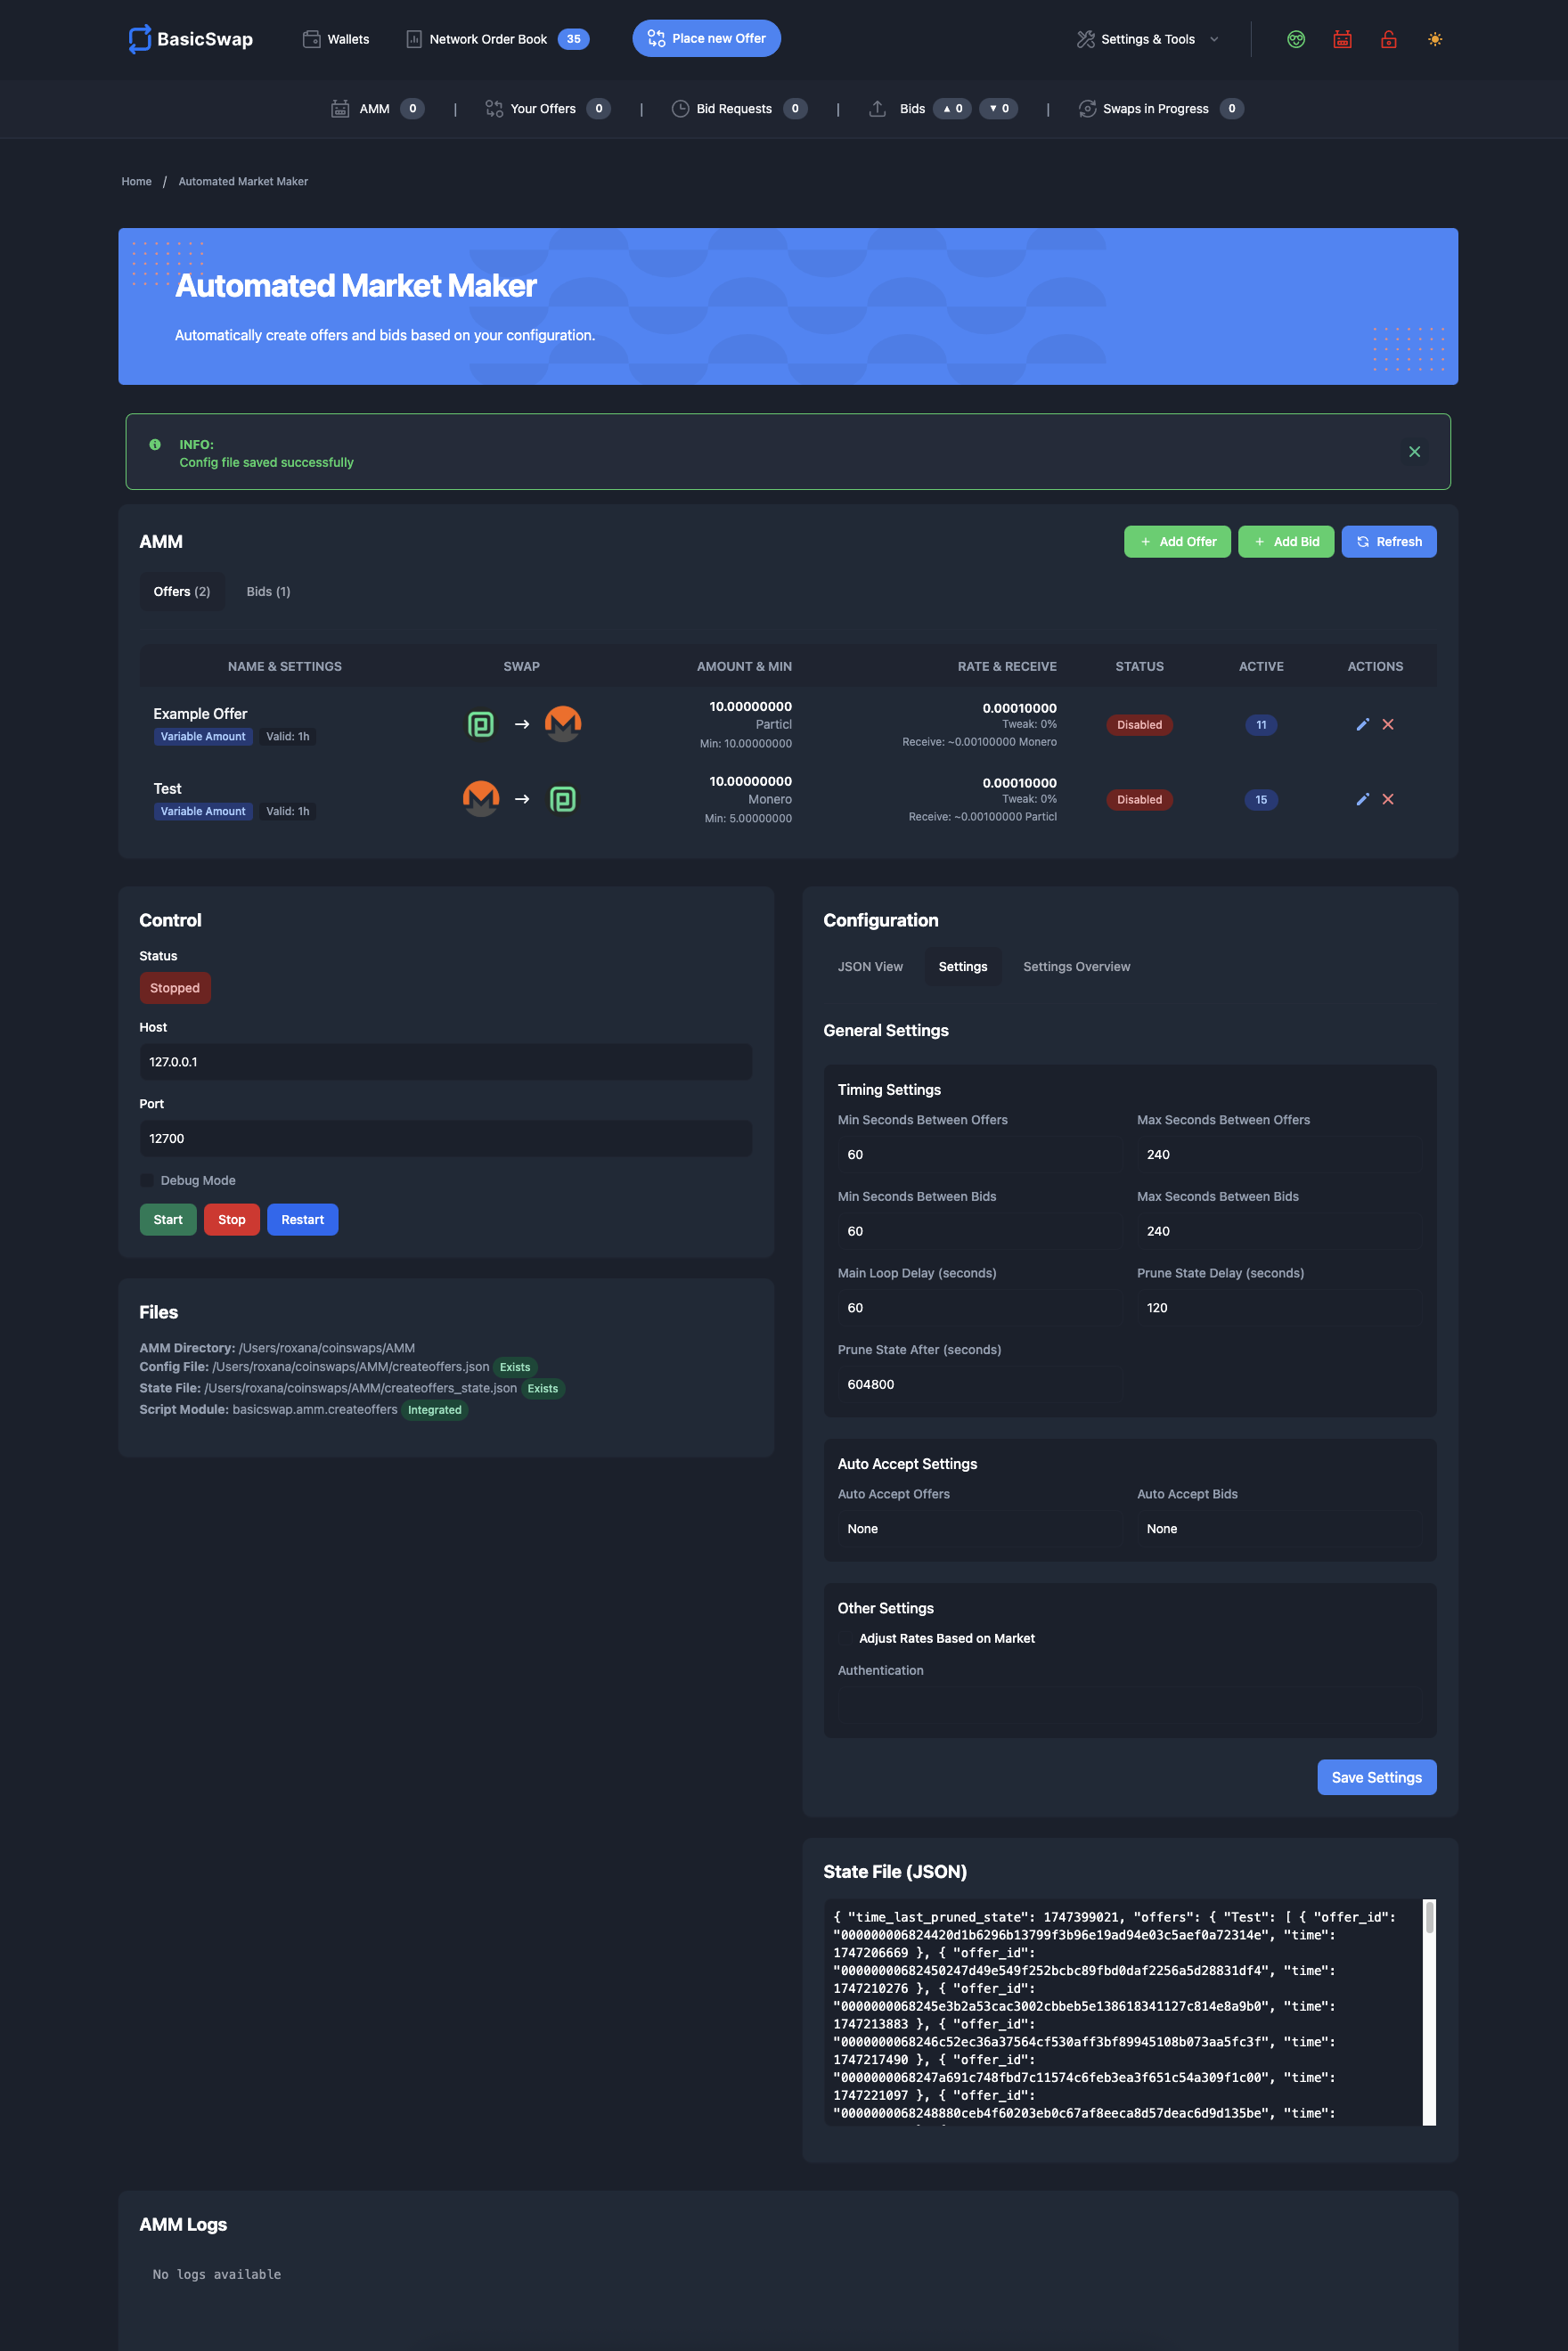 BasicSwap
Wallets
Network Order Book 35
Place new Offer
Settings & Tools
AMM 0 | Your Offers 0 | Bid Requests 0 | Bids ▲ 0 ▼ 0 | Swaps in Progress 0
Home / Automated Market Maker
Automated Market Maker
Automatically create offers and bids based on your configuration.
INFO:
Config file saved successfully
AMM
+ Add Offer
+ Add Bid
Refresh
Offers (2) Bids (1)
NAME & SETTINGS SWAP AMOUNT & MIN RATE & RECEIVE STATUS ACTIVE ACTIONS
Example Offer
Variable Amount Valid: 1h
10.00000000
Particl
Min: 10.00000000
0.00010000
Tweak: 0%
Receive: ~0.00100000 Monero
Disabled
11
Test
Variable Amount Valid: 1h
10.00000000
Monero
Min: 5.00000000
0.00010000
Tweak: 0%
Receive: ~0.00100000 Particl
Disabled
15
Control
Status
Stopped
Host
127.0.0.1
Port
12700
Debug Mode
Start Stop Restart
Files
AMM Directory: /Users/roxana/coinswaps/AMM
Config File: /Users/roxana/coinswaps/AMM/createoffers.json Exists
State File: /Users/roxana/coinswaps/AMM/createoffers_state.json Exists
Script Module: basicswap.amm.createoffers Integrated
Configuration
JSON View Settings Settings Overview
General Settings
Timing Settings
Min Seconds Between Offers Max Seconds Between Offers
60 240
Min Seconds Between Bids Max Seconds Between Bids
60 240
Main Loop Delay (seconds) Prune State Delay (seconds)
60 120
Prune State After (seconds)
604800
Auto Accept Settings
Auto Accept Offers Auto Accept Bids
None None
Other Settings
Adjust Rates Based on Market
Authentication
Save Settings
State File (JSON)
{ "time_last_pruned_state": 1747399021, "offers": { "Test": [ { "offer_id":
"000000006824420d1b6296b13799f3b96e19ad94e03c5aef0a72314e", "time":
1747206669 }, { "offer_id":
"00000000682450247d49e549f252bcbc89fbd0daf2256a5d28831df4", "time":
1747210276 }, { "offer_id":
"0000000068245e3b2a53cac3002cbbeb5e138618341127c814e8a9b0", "time":
1747213883 }, { "offer_id":
"0000000068246c52ec36a37564cf530aff3bf89945108b073aa5fc3f", "time":
1747217490 }, { "offer_id":
"0000000068247a691c748fbd7c11574c6feb3ea3f651c54a309f1c00", "time":
1747221097 }, { "offer_id":
"0000000068248880ceb4f60203eb0c67af8eeca8d57deac6d9d135be", "time":
AMM Logs
No logs available